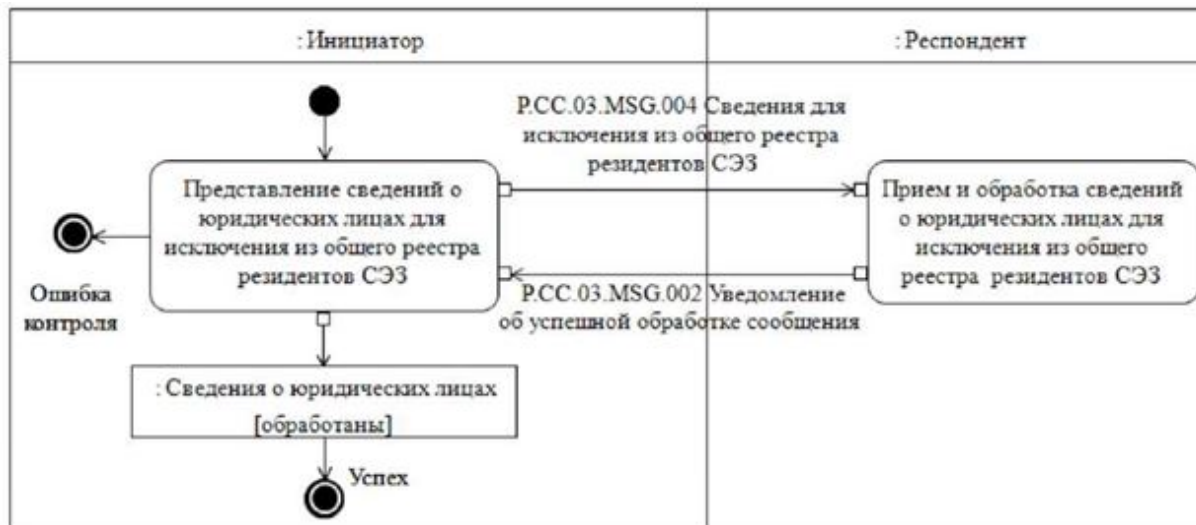 : Инициатор
: Респондент
P.CC.03.MSG.004 Сведения для
исключения из общего реестра
резидентов СЭЗ
Представление сведений о
юридических лицах для
исключения из общего реестра
резидентов СЭЗ
Прием и обработка сведений
о юридических лицах для
исключения из общего
реестра резидентов СЭЗ
Ошибка
контроля
P.CC.03.MSG.002 Уведомление
об успешной обработке сообщения
: Сведения о юридических лицах
[обработаны]
Успех